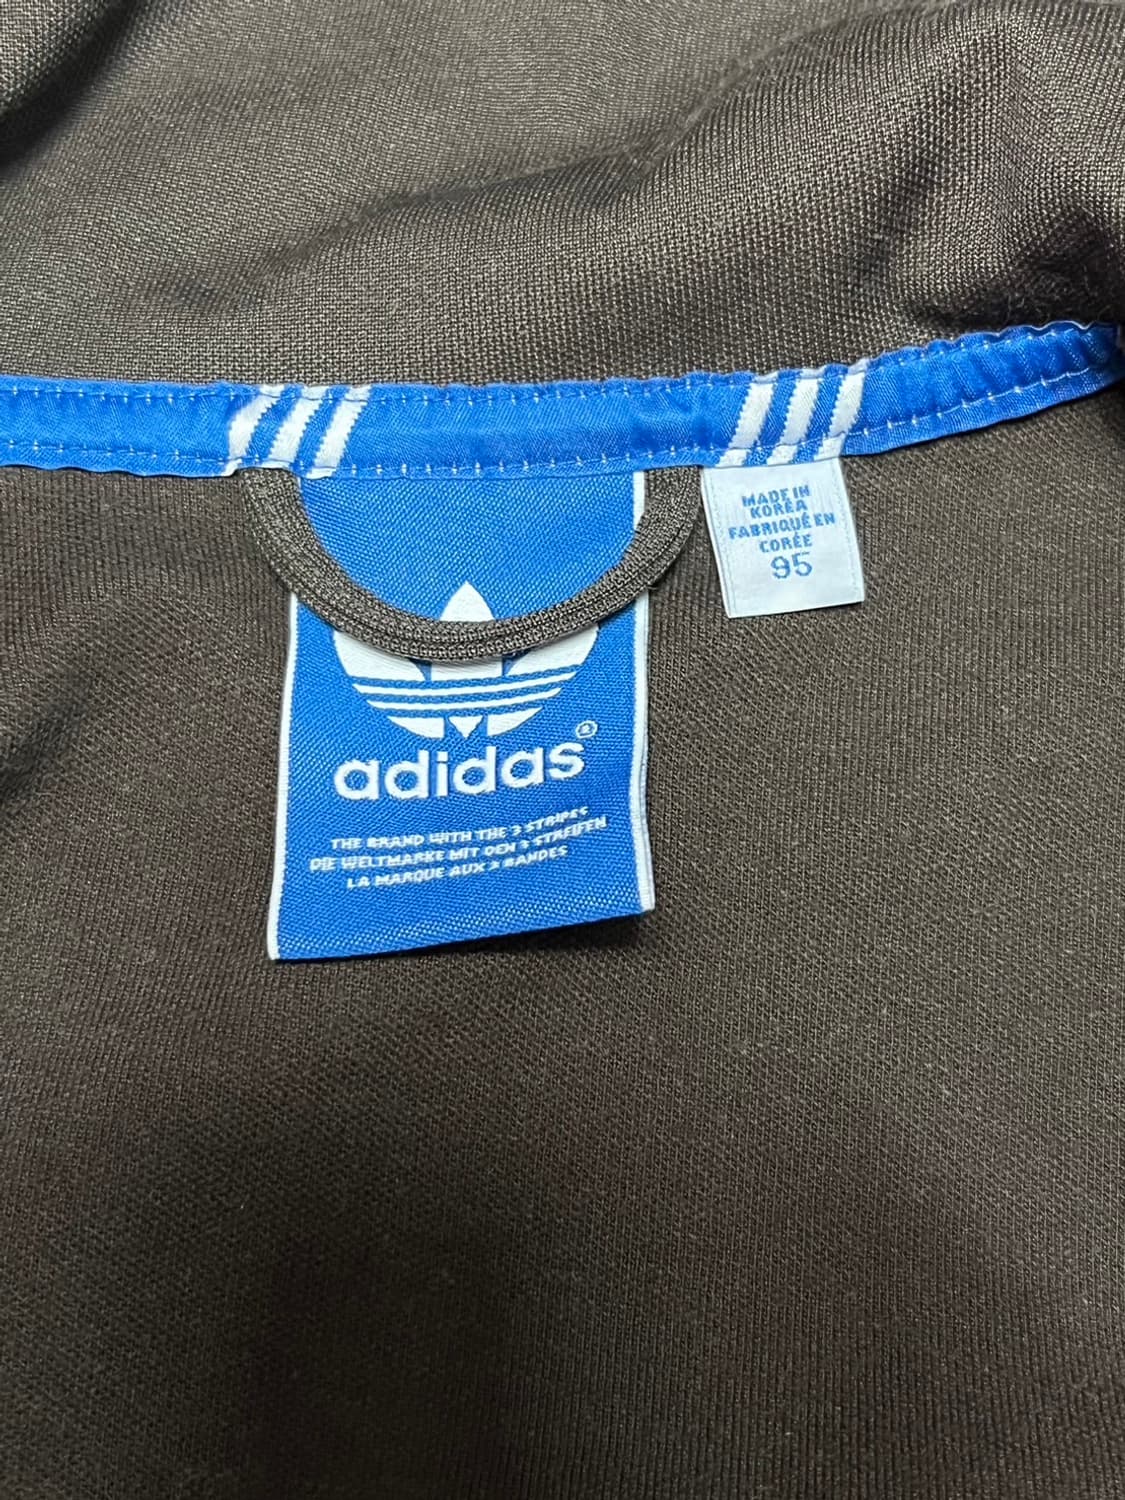 MADE IN
KOREA
FABRIQUÉ EN
CORÉE
95
adidas®
THE BRAND WITH THE 3 STRIPES
DIE WELTMARKE MIT DEN 3 STREIFEN
LA MARQUE AUX 3 BANDES